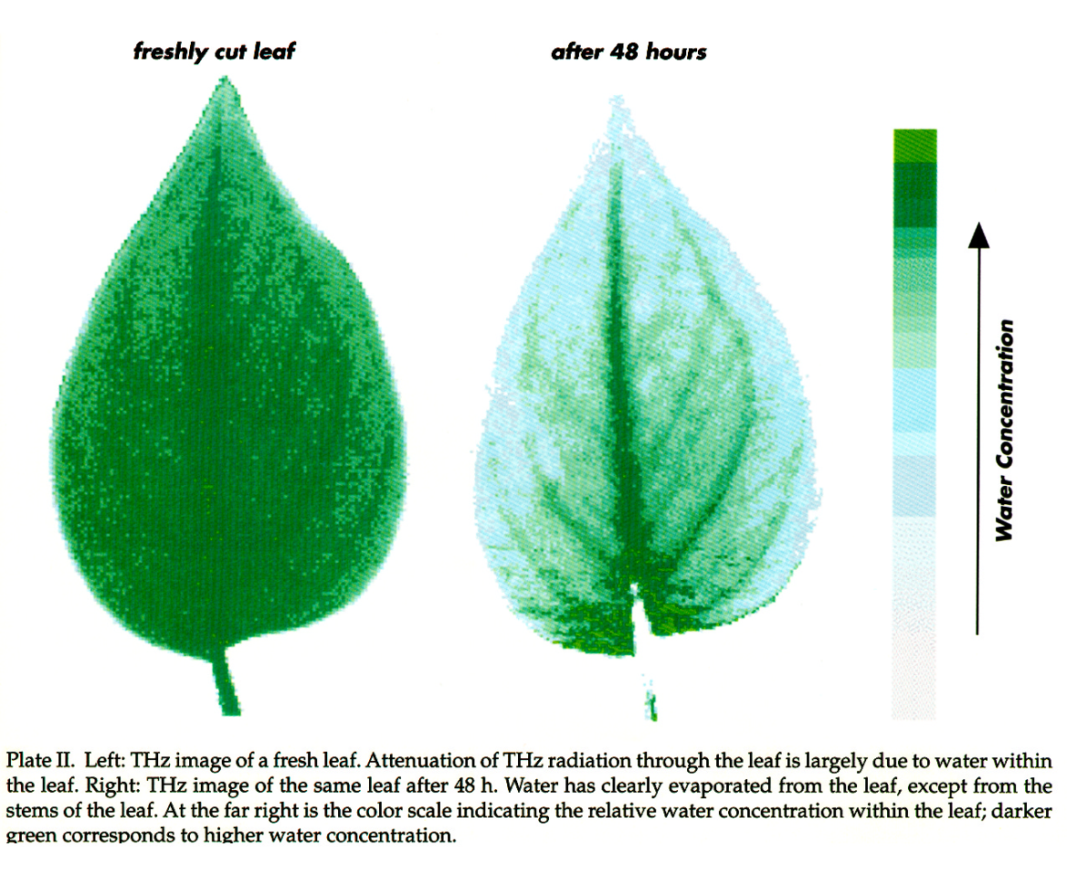 freshly cut leaf
after 48 hours
Water Concentration
Plate II. Left: THz image of a fresh leaf. Attenuation of THz radiation through the leaf is largely due to water within
the leaf. Right: THz image of the same leaf after 48 h. Water has clearly evaporated from the leaf, except from the
stems of the leaf. At the far right is the color scale indicating the relative water concentration within the leaf; darker
green corresponds to higher water concentration.